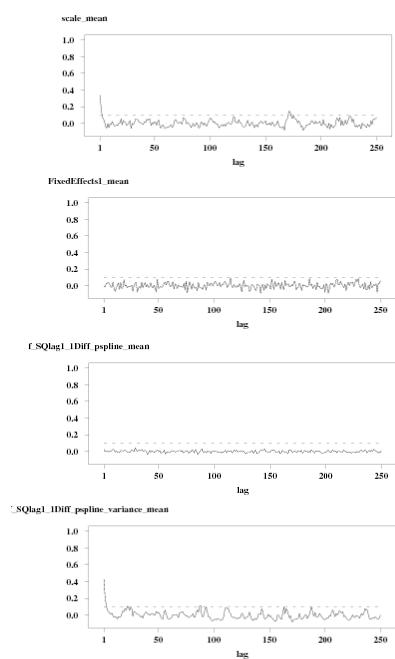 scale_mean
1.0
0.8
0.6
0.4
0.2
0.0
1 50 100 150 200 250
lag
FixedEffects1_mean
1.0
0.8
0.6
0.4
0.2
0.0
1 50 100 150 200 250
lag
f_SQlag1_1Diff_pspline_mean
1.0
0.8
0.6
0.4
0.2
0.0
1 50 100 150 200 250
lag
_SQlag1_1Diff_pspline_variance_mean
1.0
0.8
0.6
0.4
0.2
0.0
1 50 100 150 200 250
lag